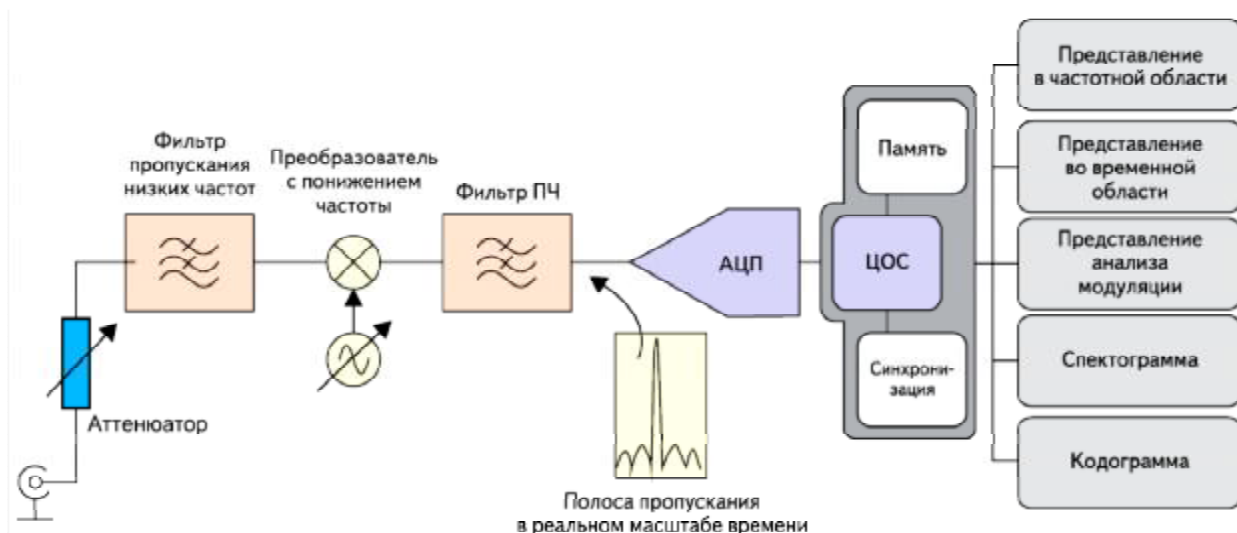 Фильтр
пропускания
низких частот
Преобразователь
с понижением
частоты
Фильтр ПЧ
Аттенюатор
Полоса пропускания
в реальном масштабе времени
АЦП
Память
ЦОС
Синхрони-
зация
Представление
в частотной области
Представление
во временной
области
Представление
анализа
модуляции
Спектограмма
Кодограмма